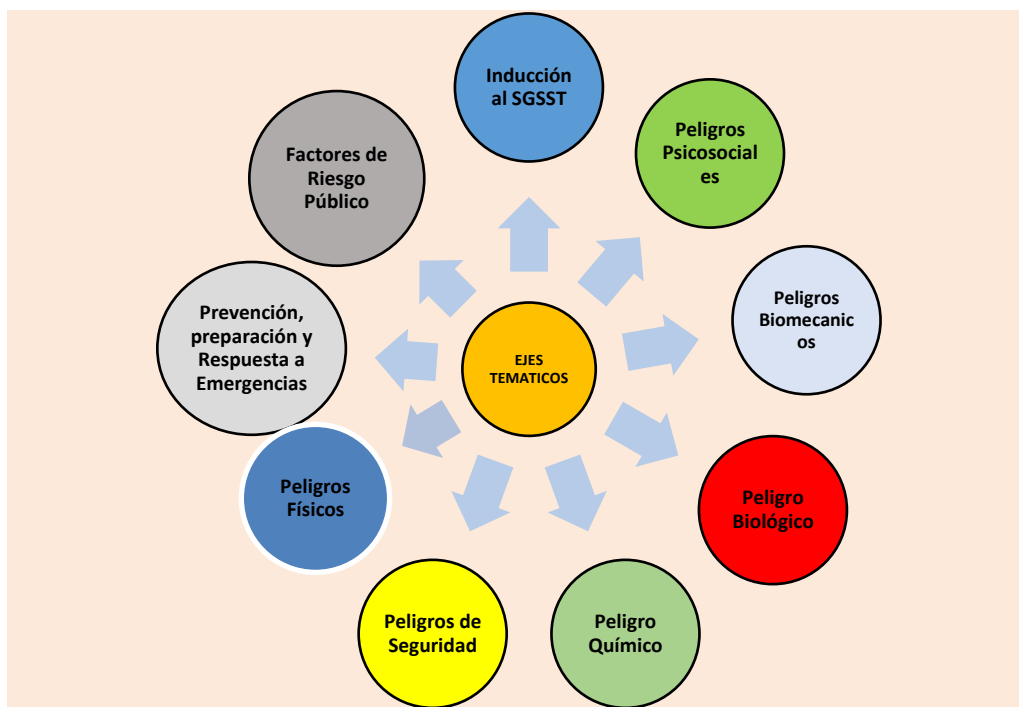 Inducción
al SGSST
Peligros
Psicosocial
es
Peligros
Biomecanic
os
Peligro
Biológico
Peligro
Químico
Peligros de
Seguridad
Peligros
Físicos
Prevención,
preparación y
Respuesta a
Emergencias
Factores de
Riesgo
Público
EJES
TEMATICOS